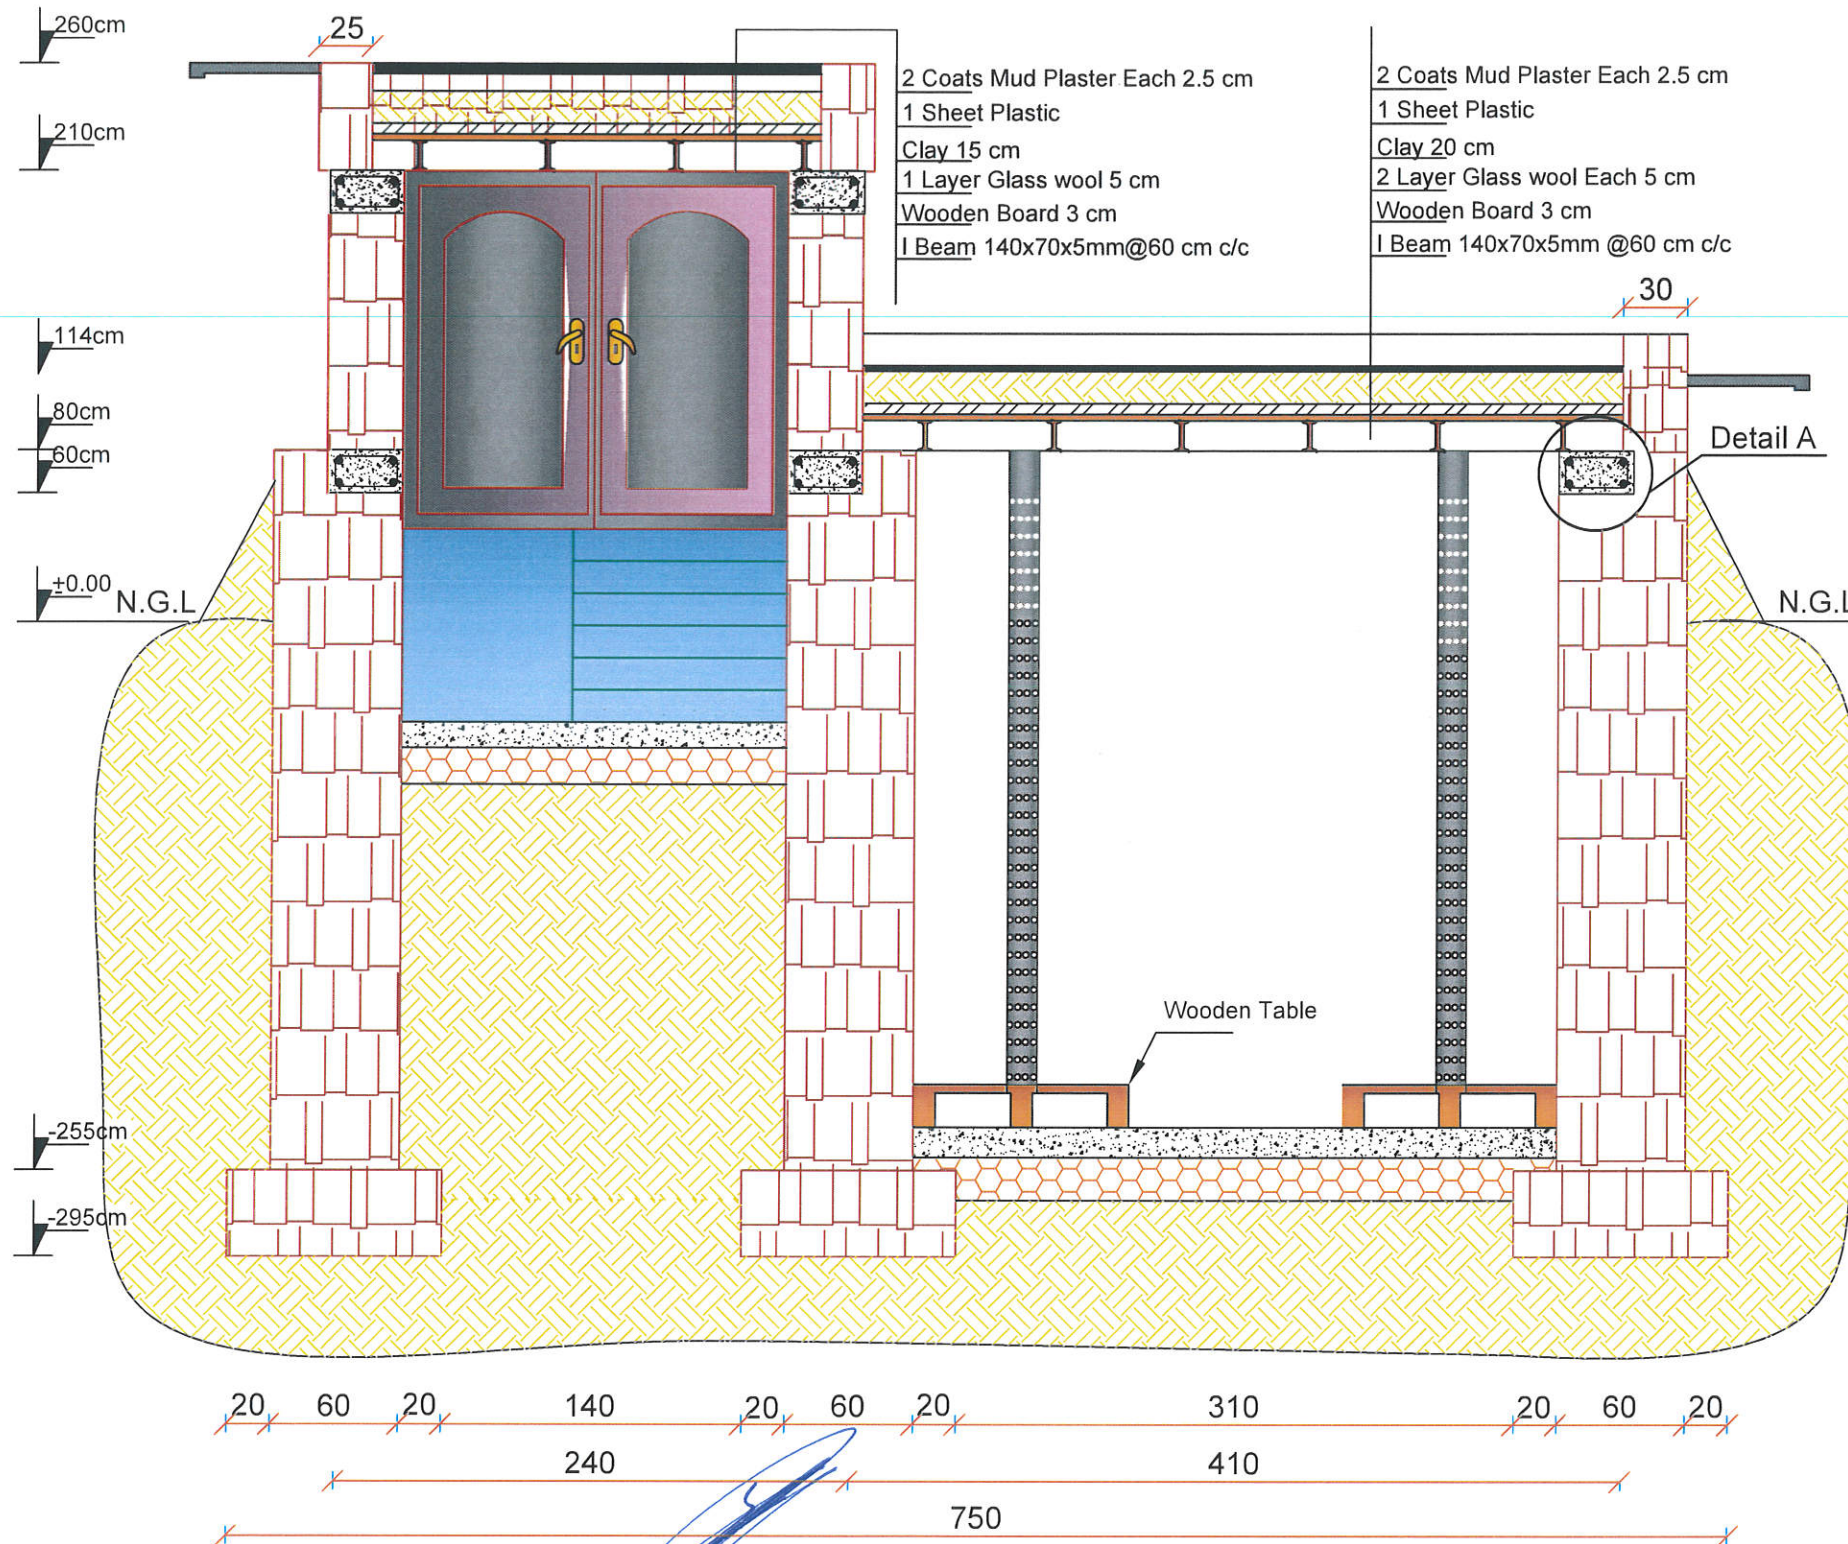 260cm
25
2 Coats Mud Plaster Each 2.5 cm
1 Sheet Plastic
Clay 15 cm
1 Layer Glass wool 5 cm
Wooden Board 3 cm
I Beam 140x70x5mm@60 cm c/c
2 Coats Mud Plaster Each 2.5 cm
1 Sheet Plastic
Clay 20 cm
2 Layer Glass wool Each 5 cm
Wooden Board 3 cm
I Beam 140x70x5mm @60 cm c/c
210cm
30
114cm
80cm
60cm
Detail A
±0.00
N.G.L
N.G.L
Wooden Table
-255cm
-295cm
20 60 20 140 20 60 20 310 20 60 20
240 410
750